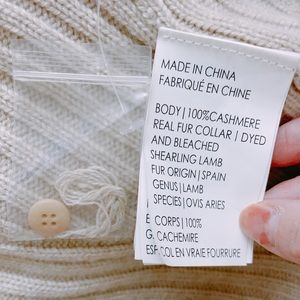 MADE IN CHINA
FABRIQUÉ EN CHINE
BODY|100%CASHMERE
REAL FUR COLLAR | DYED
AND BLEACHED
SHEARLING LAMB
FUR ORIGIN|SPAIN
GENUS|LAMB
SPECIES|OVIS ARIES
CORPS|100%
CACHEMIRE
COL EN VRAIE FOURRURE